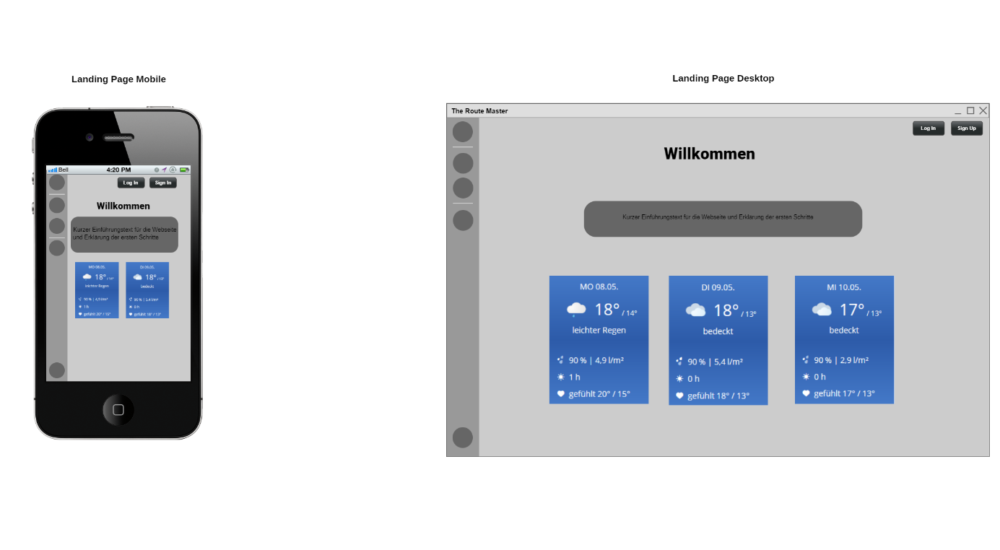 Landing Page Mobile
Bell 4:20 PM
Log In Sign In
Willkommen
Kurzer Einführungstext für die Webseite
und Erklärung der ersten Schritte
MO 08.05.
18° / 14°
leichter Regen
90 % | 4,9 l/m²
1 h
gefühlt 20° / 15°
DI 09.05.
18° / 13°
bedeckt
90 % | 5,4 l/m²
0 h
gefühlt 18° / 13°
Landing Page Desktop
The Route Master
Log In Sign Up
Willkommen
Kurzer Einführungstext für die Webseite und Erklärung der ersten Schritte
MO 08.05.
18° / 14°
leichter Regen
90 % | 4,9 l/m²
1 h
gefühlt 20° / 15°
DI 09.05.
18° / 13°
bedeckt
90 % | 5,4 l/m²
0 h
gefühlt 18° / 13°
MI 10.05.
17° / 13°
bedeckt
90 % | 2,9 l/m²
0 h
gefühlt 17° / 13°